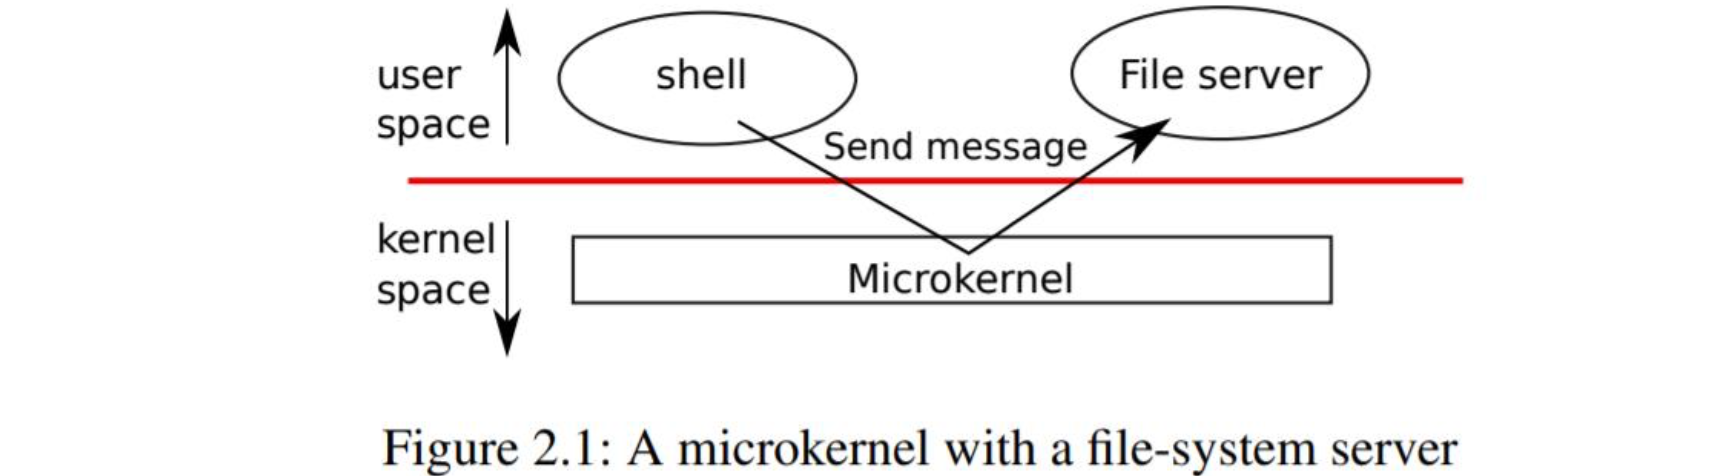 user
space
shell
File server
Send message
kernel
space
Microkernel
Figure 2.1: A microkernel with a file-system server